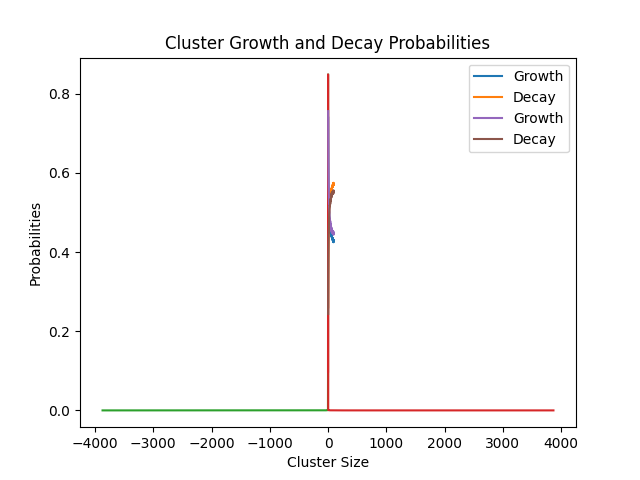 Cluster Growth and Decay Probabilities
Growth
Decay
Growth
Decay
Probabilities
0.8
0.6
0.4
0.2
0.0
−4000 −3000 −2000 −1000 0 1000 2000 3000 4000
Cluster Size